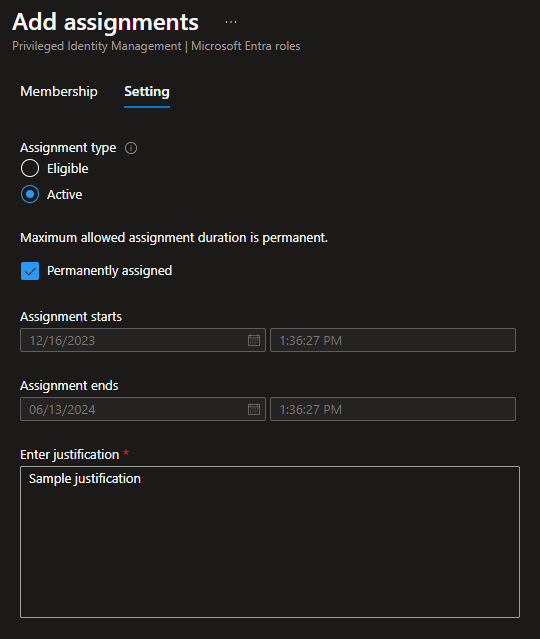 Add assignments ...
Privileged Identity Management | Microsoft Entra roles
Membership Setting
Assignment type
Eligible
Active
Maximum allowed assignment duration is permanent.
Permanently assigned
Assignment starts
12/16/2023 1:36:27 PM
Assignment ends
06/13/2024 1:36:27 PM
Enter justification *
Sample justification